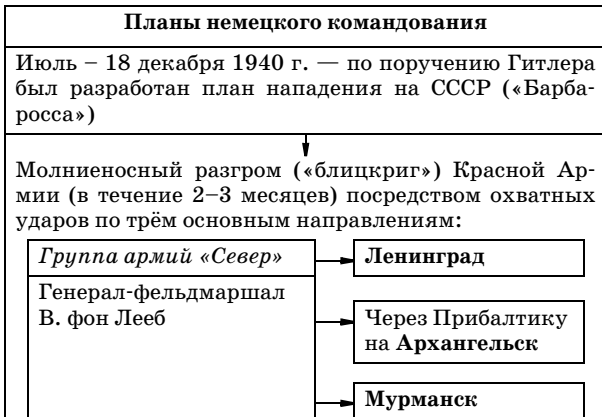 Планы немецкого командования
Июль – 18 декабря 1940 г. — по поручению Гитлера
был разработан план нападения на СССР («Барба-
росса»)
Молниеносный разгром («блицкриг») Красной Ар-
мии (в течение 2–3 месяцев) посредством охватных
ударов по трём основным направлениям:
Группа армий «Север»
Ленинград
Генерал-фельдмаршал
В. фон Лееб
Через Прибалтику
на Архангельск
Мурманск